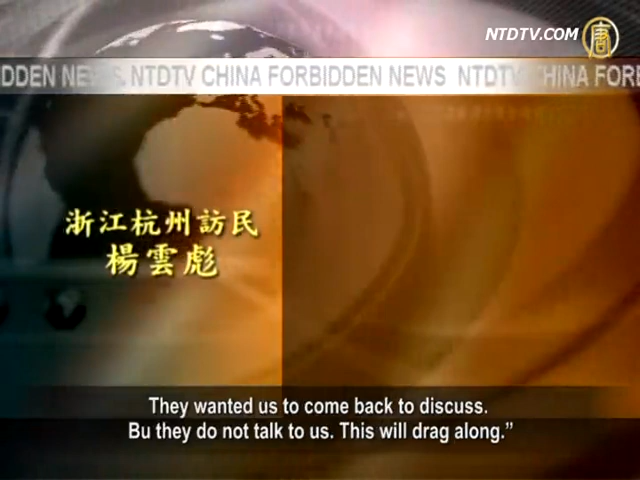 NTDTV.COM 唐
DDEN NEWS NTDTV CHINA FORBIDDEN NEWS NTDTV CHINA FORB
浙江杭州訪民
楊雲彪
They wanted us to come back to discuss.
Bu they do not talk to us. This will drag along.”